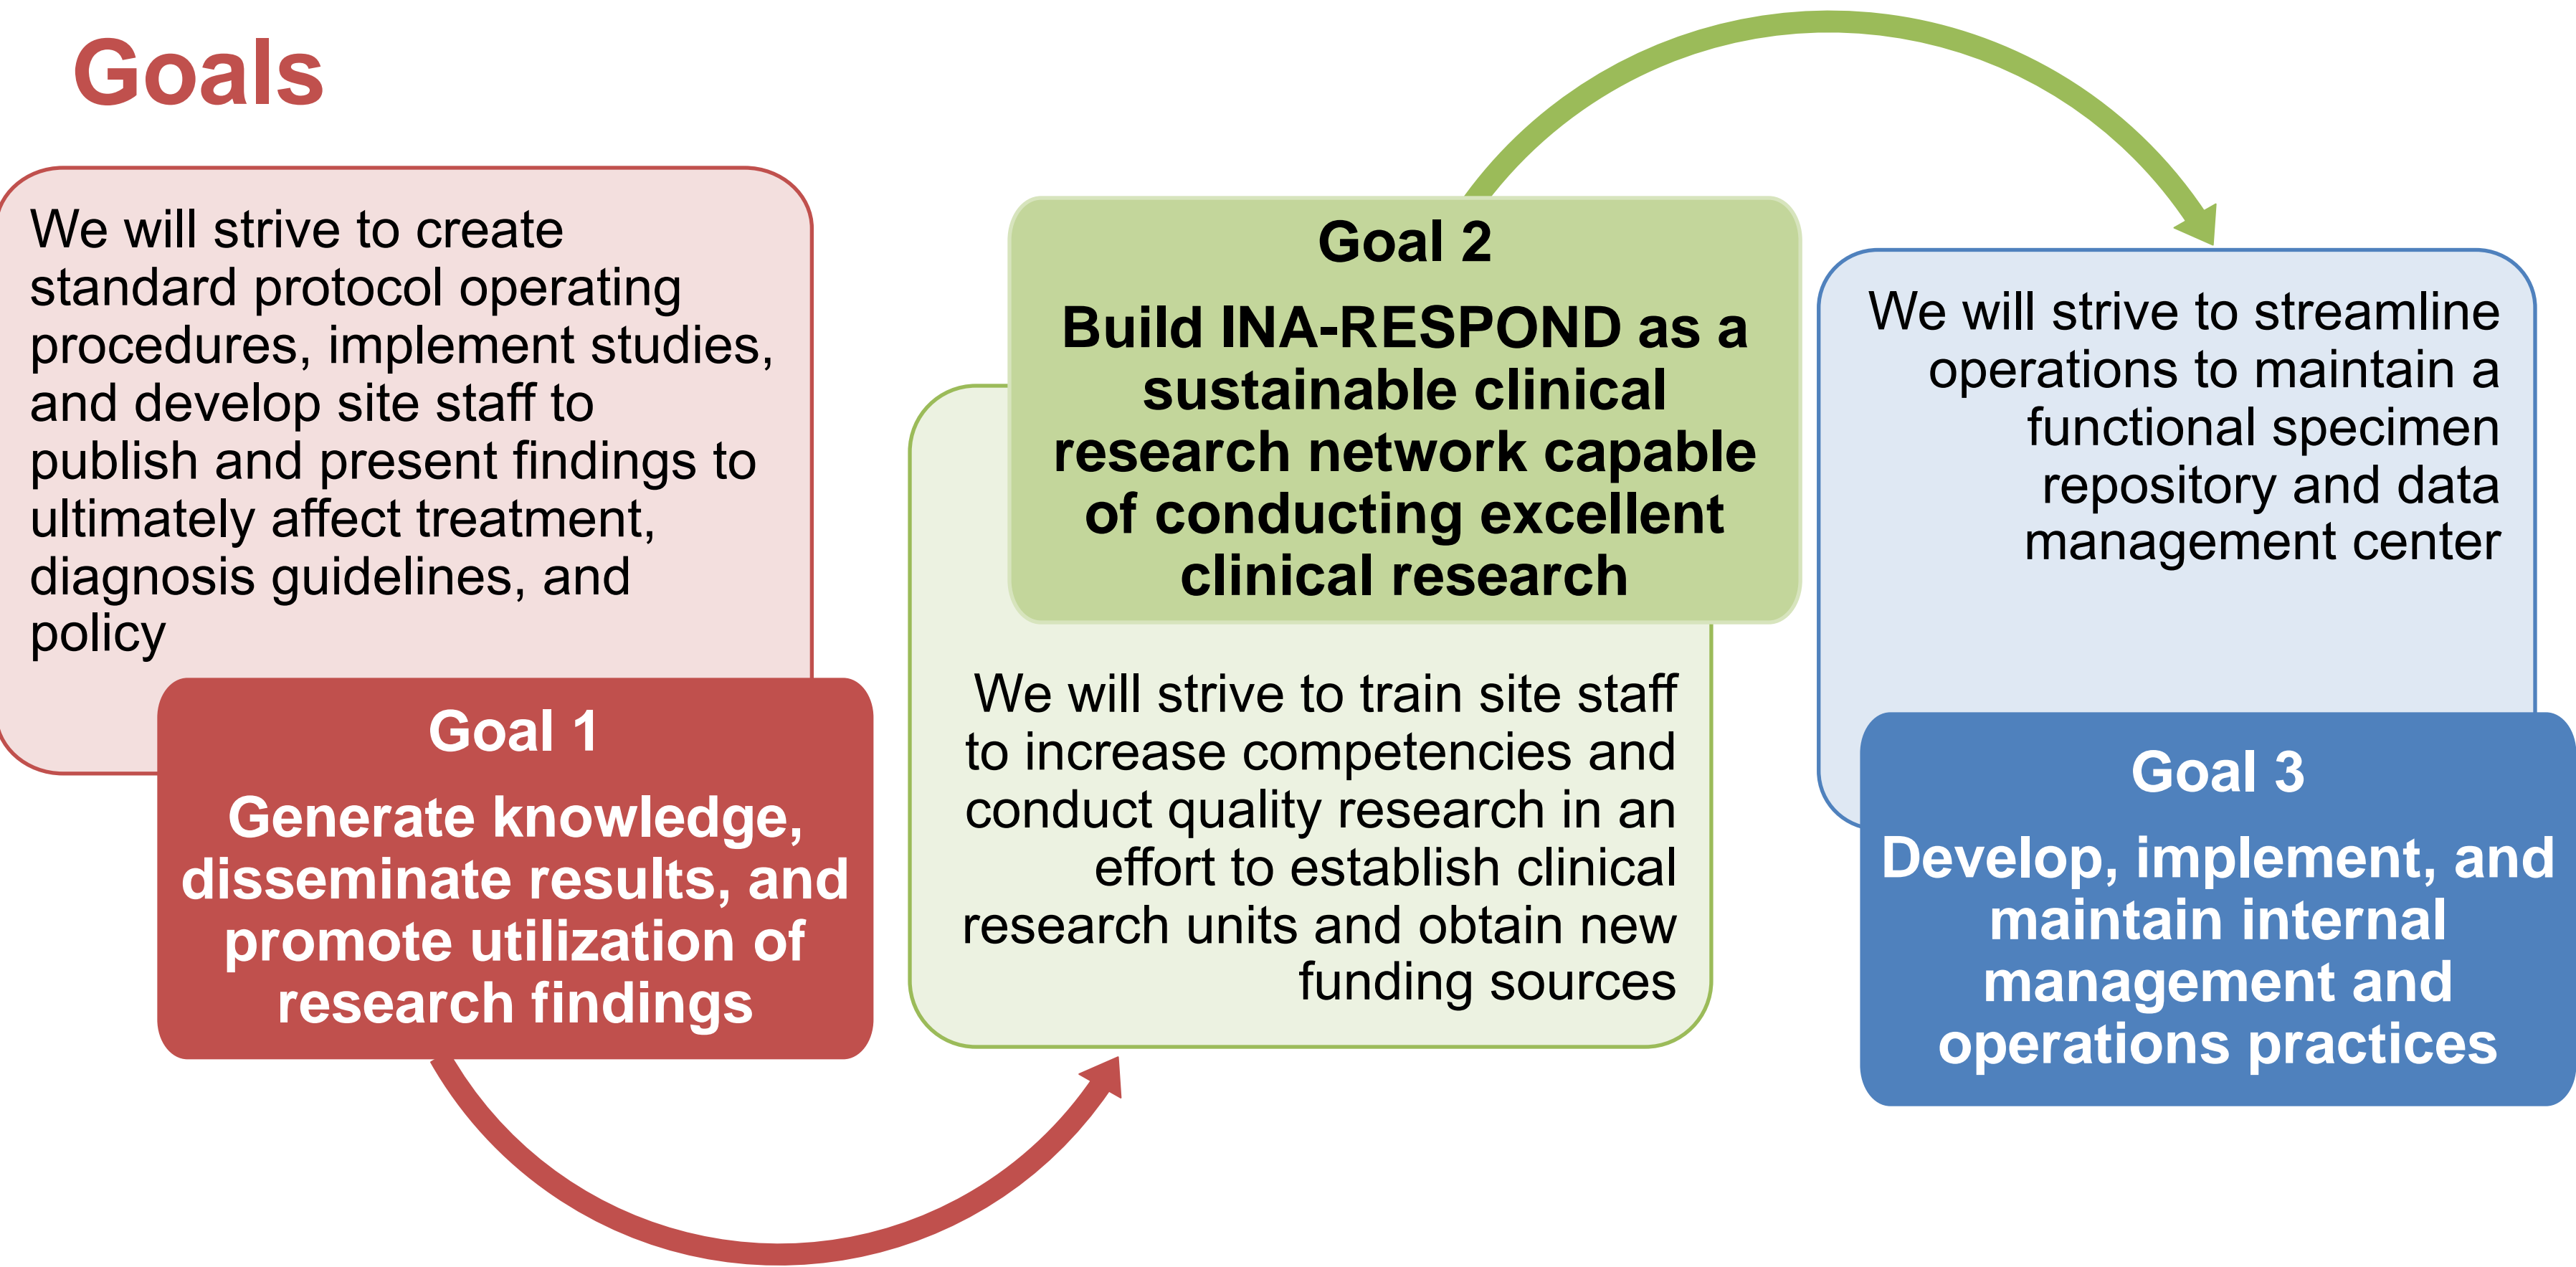 Goals
We will strive to create
standard protocol operating
procedures, implement studies,
and develop site staff to
publish and present findings to
ultimately affect treatment,
diagnosis guidelines, and
policy
Goal 1
Generate knowledge,
disseminate results, and
promote utilization of
research findings
Goal 2
Build INA-RESPOND as a
sustainable clinical
research network capable
of conducting excellent
clinical research
We will strive to train site staff
to increase competencies and
conduct quality research in an
effort to establish clinical
research units and obtain new
funding sources
We will strive to streamline
operations to maintain a
functional specimen
repository and data
management center
Goal 3
Develop, implement, and
maintain internal
management and
operations practices